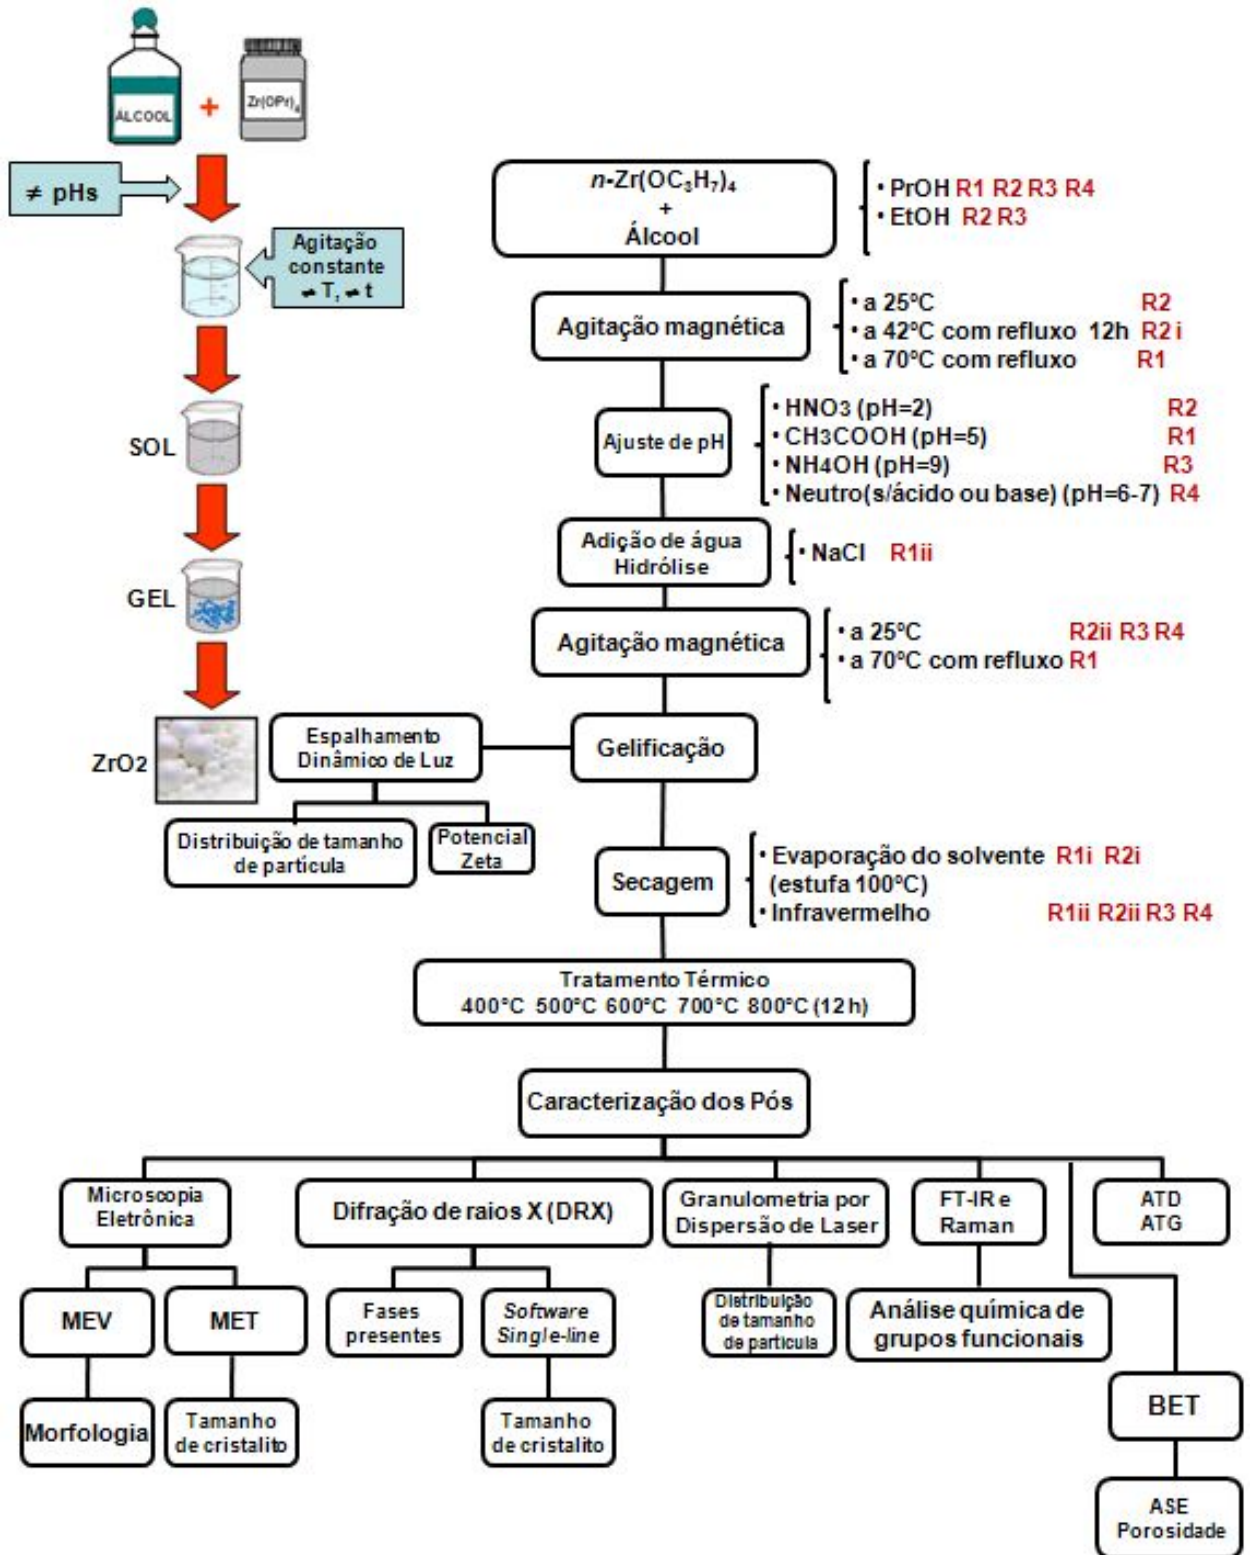 ÁLCOOL
+
Zr(OPr)4
≠ pHs
Agitação
constante
≠ T, ≠ t
SOL
GEL
ZrO2
n-Zr(OC3H7)4
+
Álcool
• PrOH R1 R2 R3 R4
• EtOH R2 R3
Agitação magnética
• a 25ºC R2
• a 42ºC com refluxo 12h R2 i
• a 70ºC com refluxo R1
Ajuste de pH
• HNO3 (pH=2) R2
• CH3COOH (pH=5) R1
• NH4OH (pH=9) R3
• Neutro(s/ácido ou base) (pH=6-7) R4
Adição de água
Hidrólise
• NaCl R1ii
Agitação magnética
• a 25ºC R2ii R3 R4
• a 70ºC com refluxo R1
Espalhamento
Dinâmico de Luz
Gelificação
Distribuição de tamanho
de partícula
Potencial
Zeta
Secagem
• Evaporação do solvente R1i R2i
(estufa 100ºC)
• Infravermelho R1ii R2ii R3 R4
Tratamento Térmico
400°C 500°C 600°C 700°C 800°C (12 h)
Caracterização dos Pós
Microscopia
Eletrônica
Difração de raios X (DRX)
Granulometria por
Dispersão de Laser
FT-IR e
Raman
ATD
ATG
MEV
MET
Fases
presentes
Software
Single-line
Distribuição
de tamanho
de partícula
Análise química de
grupos funcionais
BET
Morfologia
Tamanho
de cristalito
Tamanho
de cristalito
ASE
Porosidade